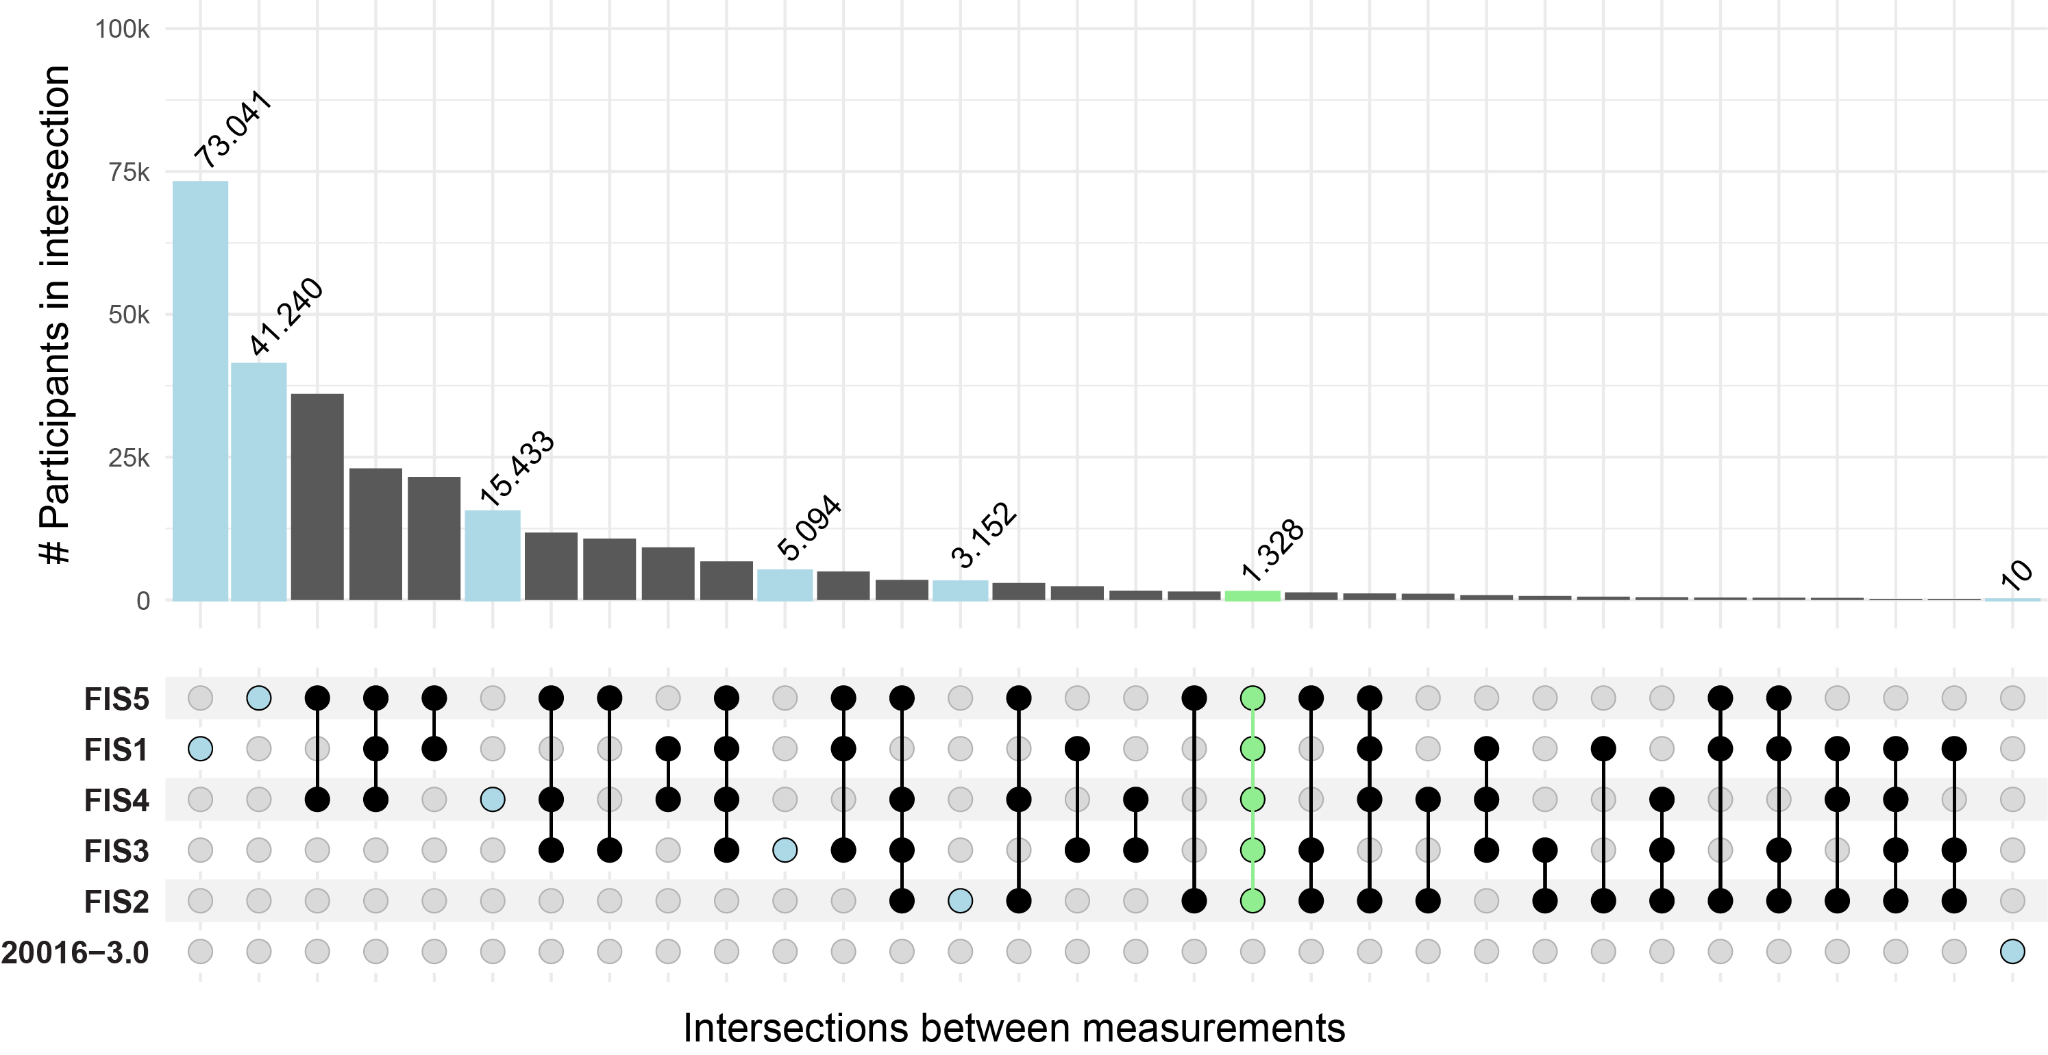 # Participants in intersection
100k
75k
50k
25k
0
73.041
41.240
15.433
5.094
3.152
1.328
10
FIS5
FIS1
FIS4
FIS3
FIS2
20016−3.0
Intersections between measurements